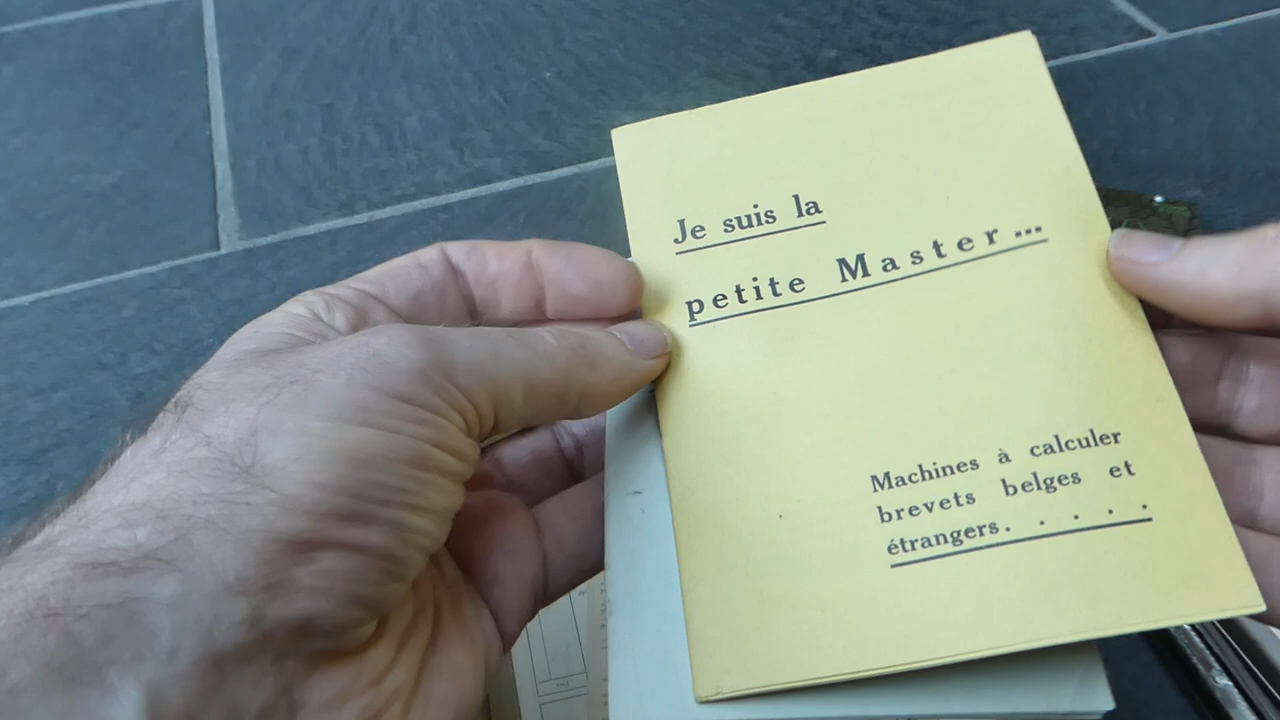 Je suis la
petite Master...
Machines à calculer
brevets belges et
étrangers. . . . .